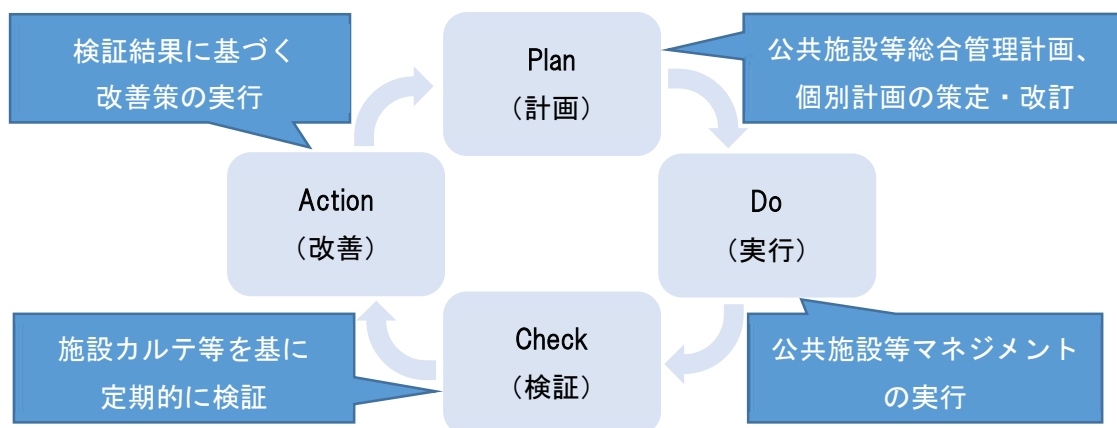 検証結果に基づく
改善策の実行
Plan
（計画）
公共施設等総合管理計画、
個別計画の策定・改訂
Action
（改善）
Do
（実行）
施設カルテ等を基に
定期的に検証
Check
（検証）
公共施設等マネジメント
の実行